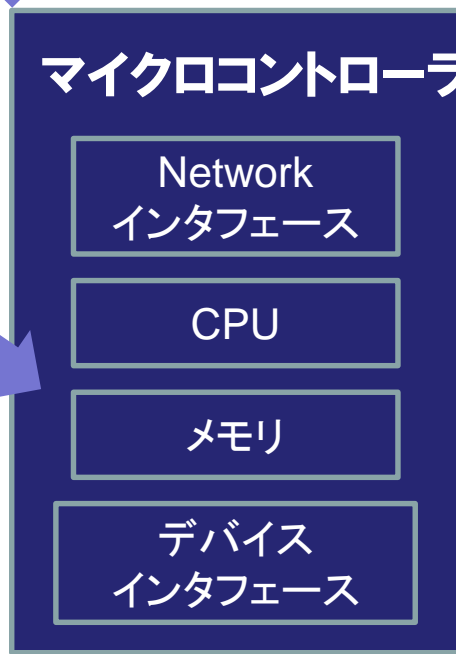 マイクロコントローラ
Network
インタフェース
CPU
メモリ
デバイス
インタフェース